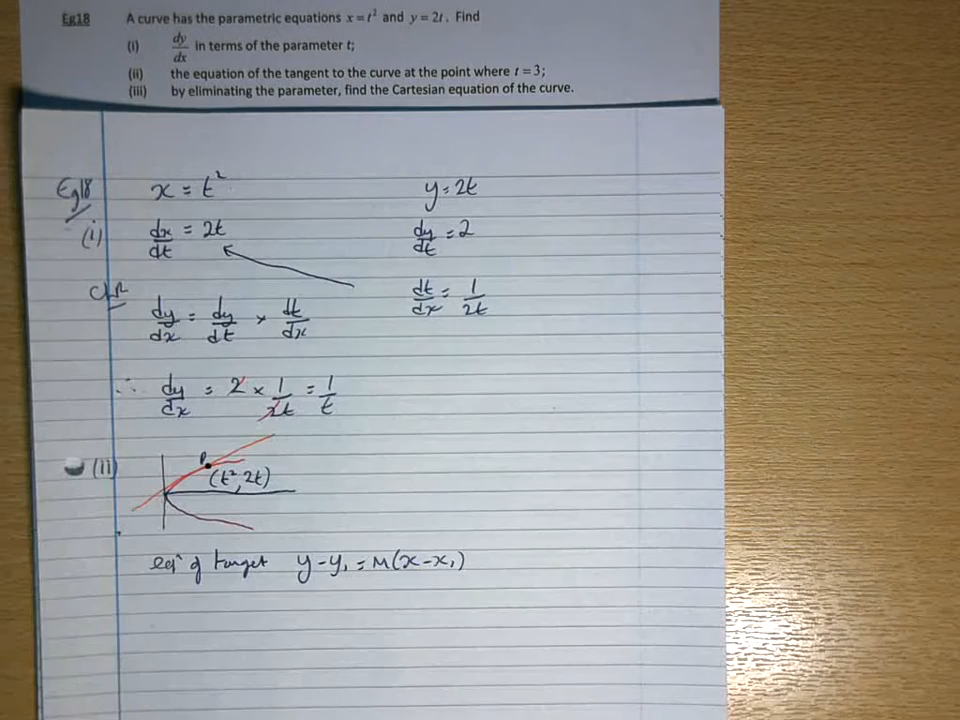 Eg18 A curve has the parametric equations x = t² and y = 2t. Find
(i) dy/dx in terms of the parameter t;
(ii) the equation of the tangent to the curve at the point where t = 3;
(iii) by eliminating the parameter, find the Cartesian equation of the curve.
Eg18 x = t² y = 2t
(i) dx/dt = 2t dy/dt = 2
dt/dx = 1/2t
dy/dx = dy/dt × dt/dx
∴ dy/dx = 2 × 1/2t = 1/t
(ii) P (t², 2t)
eqⁿ of tanget y-y₁ = M(x-x₁)